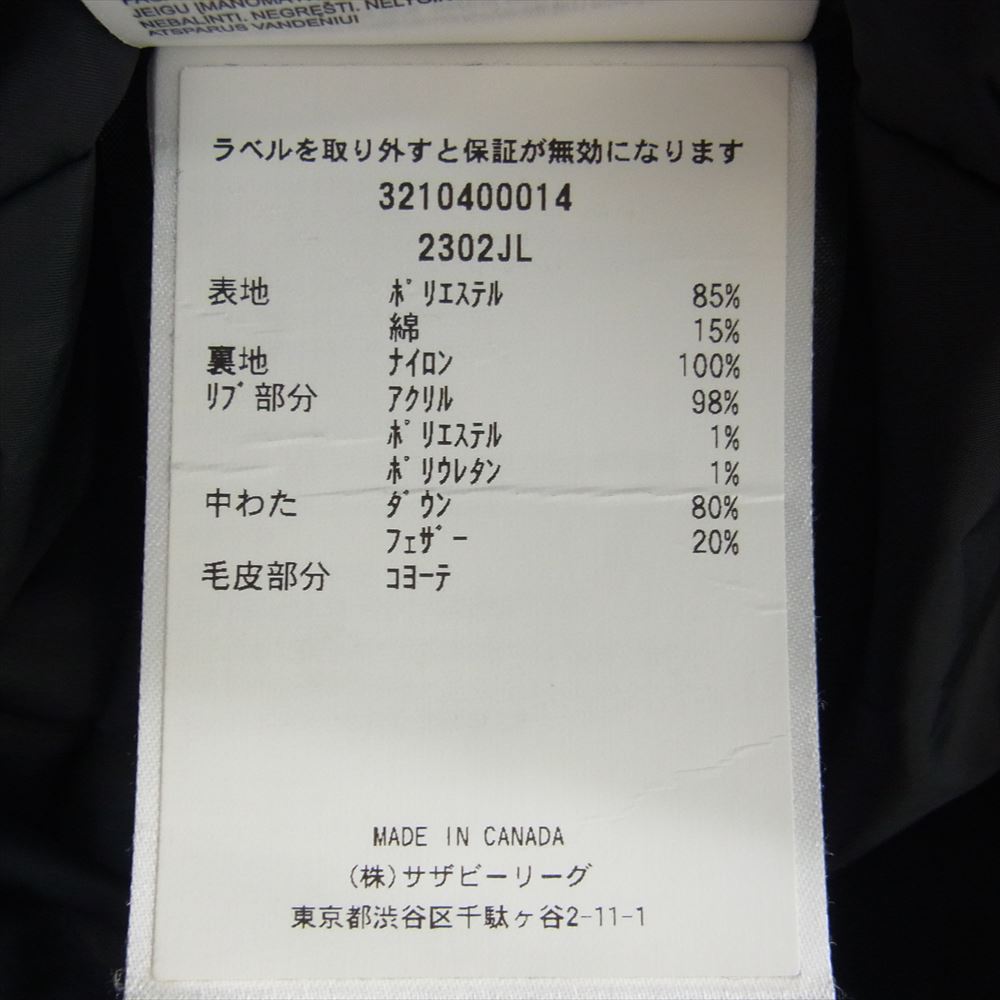 JEIGU ĮMANOMA
NEBALINTI. NEGRĘŠTI.
ATSPARUS VANDENIUI
ラベルを取り外すと保証が無効になります
3210400014
2302JL
表地 ﾎﾟﾘｴｽﾃﾙ 85%
綿 15%
裏地 ﾅｲﾛﾝ 100%
ﾘﾌﾞ部分 ｱｸﾘﾙ 98%
ﾎﾟﾘｴｽﾃﾙ 1%
ﾎﾟﾘｳﾚﾀﾝ 1%
中わた ﾀﾞｳﾝ 80%
ﾌｪｻﾞｰ 20%
毛皮部分 ｺﾖｰﾃ
MADE IN CANADA
(株)サザビーリーグ
東京都渋谷区千駄ヶ谷2-11-1